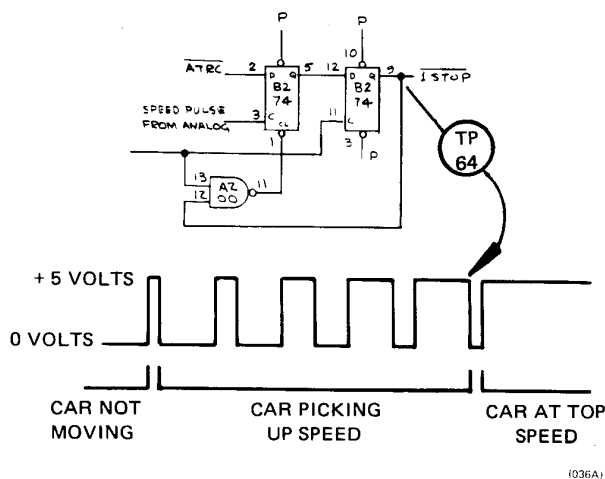 P
P
ATRC
2
D
Q
5
12
10
D
Q
9
1STOP
B2
74
B2
74
SPEED PULSE
FROM ANALOG
3
C
CL
11
C
1
3
P
TP
64
13
12
A2
00
11
+ 5 VOLTS
0 VOLTS
CAR NOT
MOVING
CAR PICKING
UP SPEED
CAR AT TOP
SPEED
(036A)